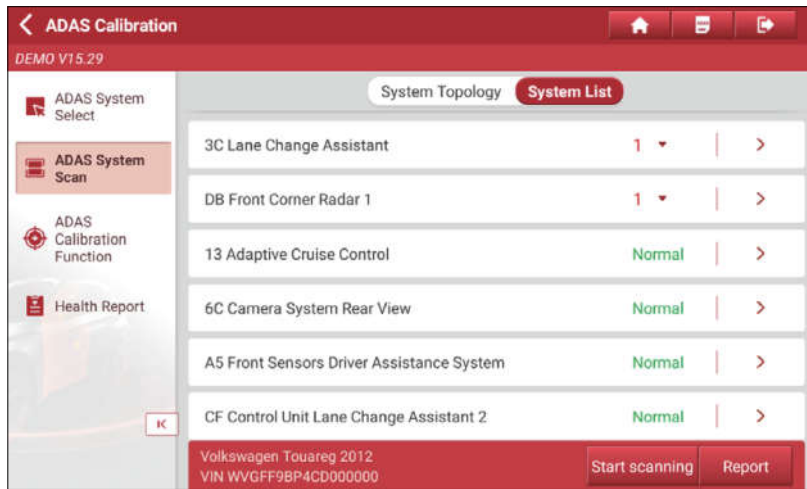 ADAS Calibration
DEMO V15.29
ADAS System
Select
ADAS System
Scan
ADAS
Calibration
Function
Health Report
System Topology
System List
3C Lane Change Assistant
1
DB Front Corner Radar 1
1
13 Adaptive Cruise Control
Normal
6C Camera System Rear View
Normal
A5 Front Sensors Driver Assistance System
Normal
CF Control Unit Lane Change Assistant 2
Normal
Volkswagen Touareg 2012
VIN WVGFF9BP4CD000000
Start scanning
Report